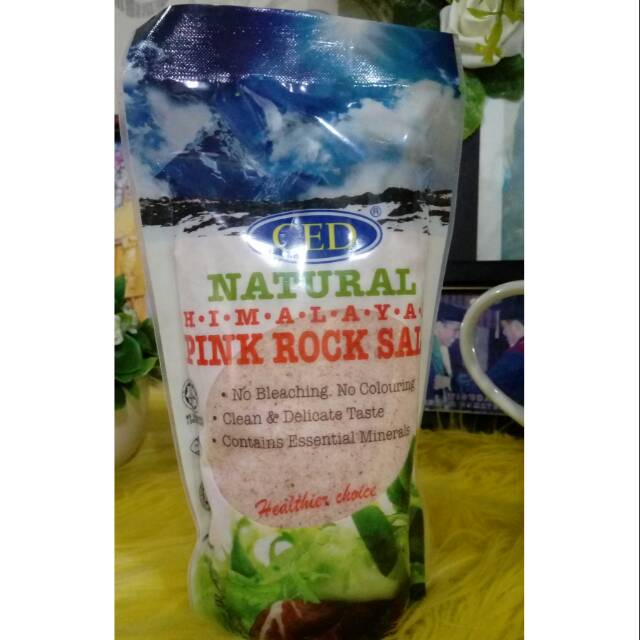 CED®
NATURAL
H·I·M·A·L·A·Y·A
PINK ROCK SAL
• No Bleaching. No Colouring
• Clean & Delicate Taste
• Contains Essential Minerals
Healthier choice